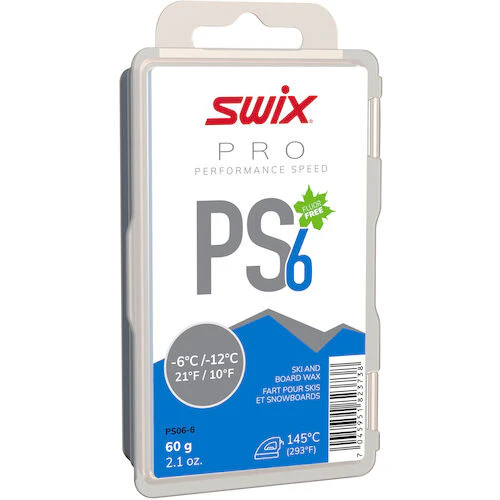 SWIX®
PRO
PERFORMANCE SPEED
FLUOR
FREE
PS6
-6°C/-12°C
21°F/10°F
SKI AND
BOARD WAX
FART POUR SKIS
ET SNOWBOARDS
PS06-6
60 g
2.1 oz.
145°C
(293°F)
7045951823738